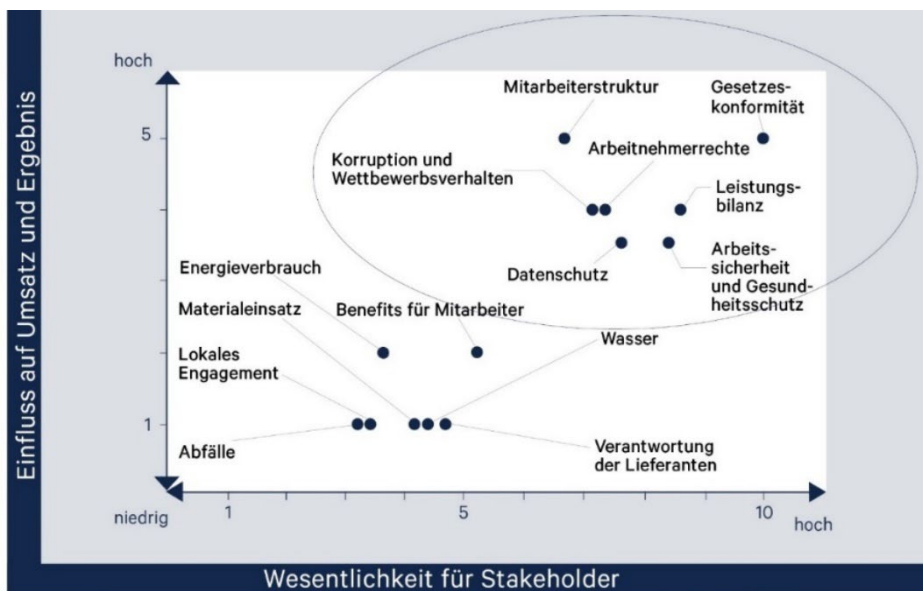 Einfluss auf Umsatz und Ergebnis
hoch
5
1
Mitarbeiterstruktur
Gesetzes-
konformität
Arbeitnehmerrechte
Korruption und
Wettbewerbsverhalten
Leistungs-
bilanz
Datenschutz
Arbeits-
sicherheit
und Gesund-
heitsschutz
Energieverbrauch
Materialeinsatz
Benefits für Mitarbeiter
Wasser
Lokales
Engagement
Abfälle
Verantwortung
der Lieferanten
niedrig
1
5
10
hoch
Wesentlichkeit für Stakeholder